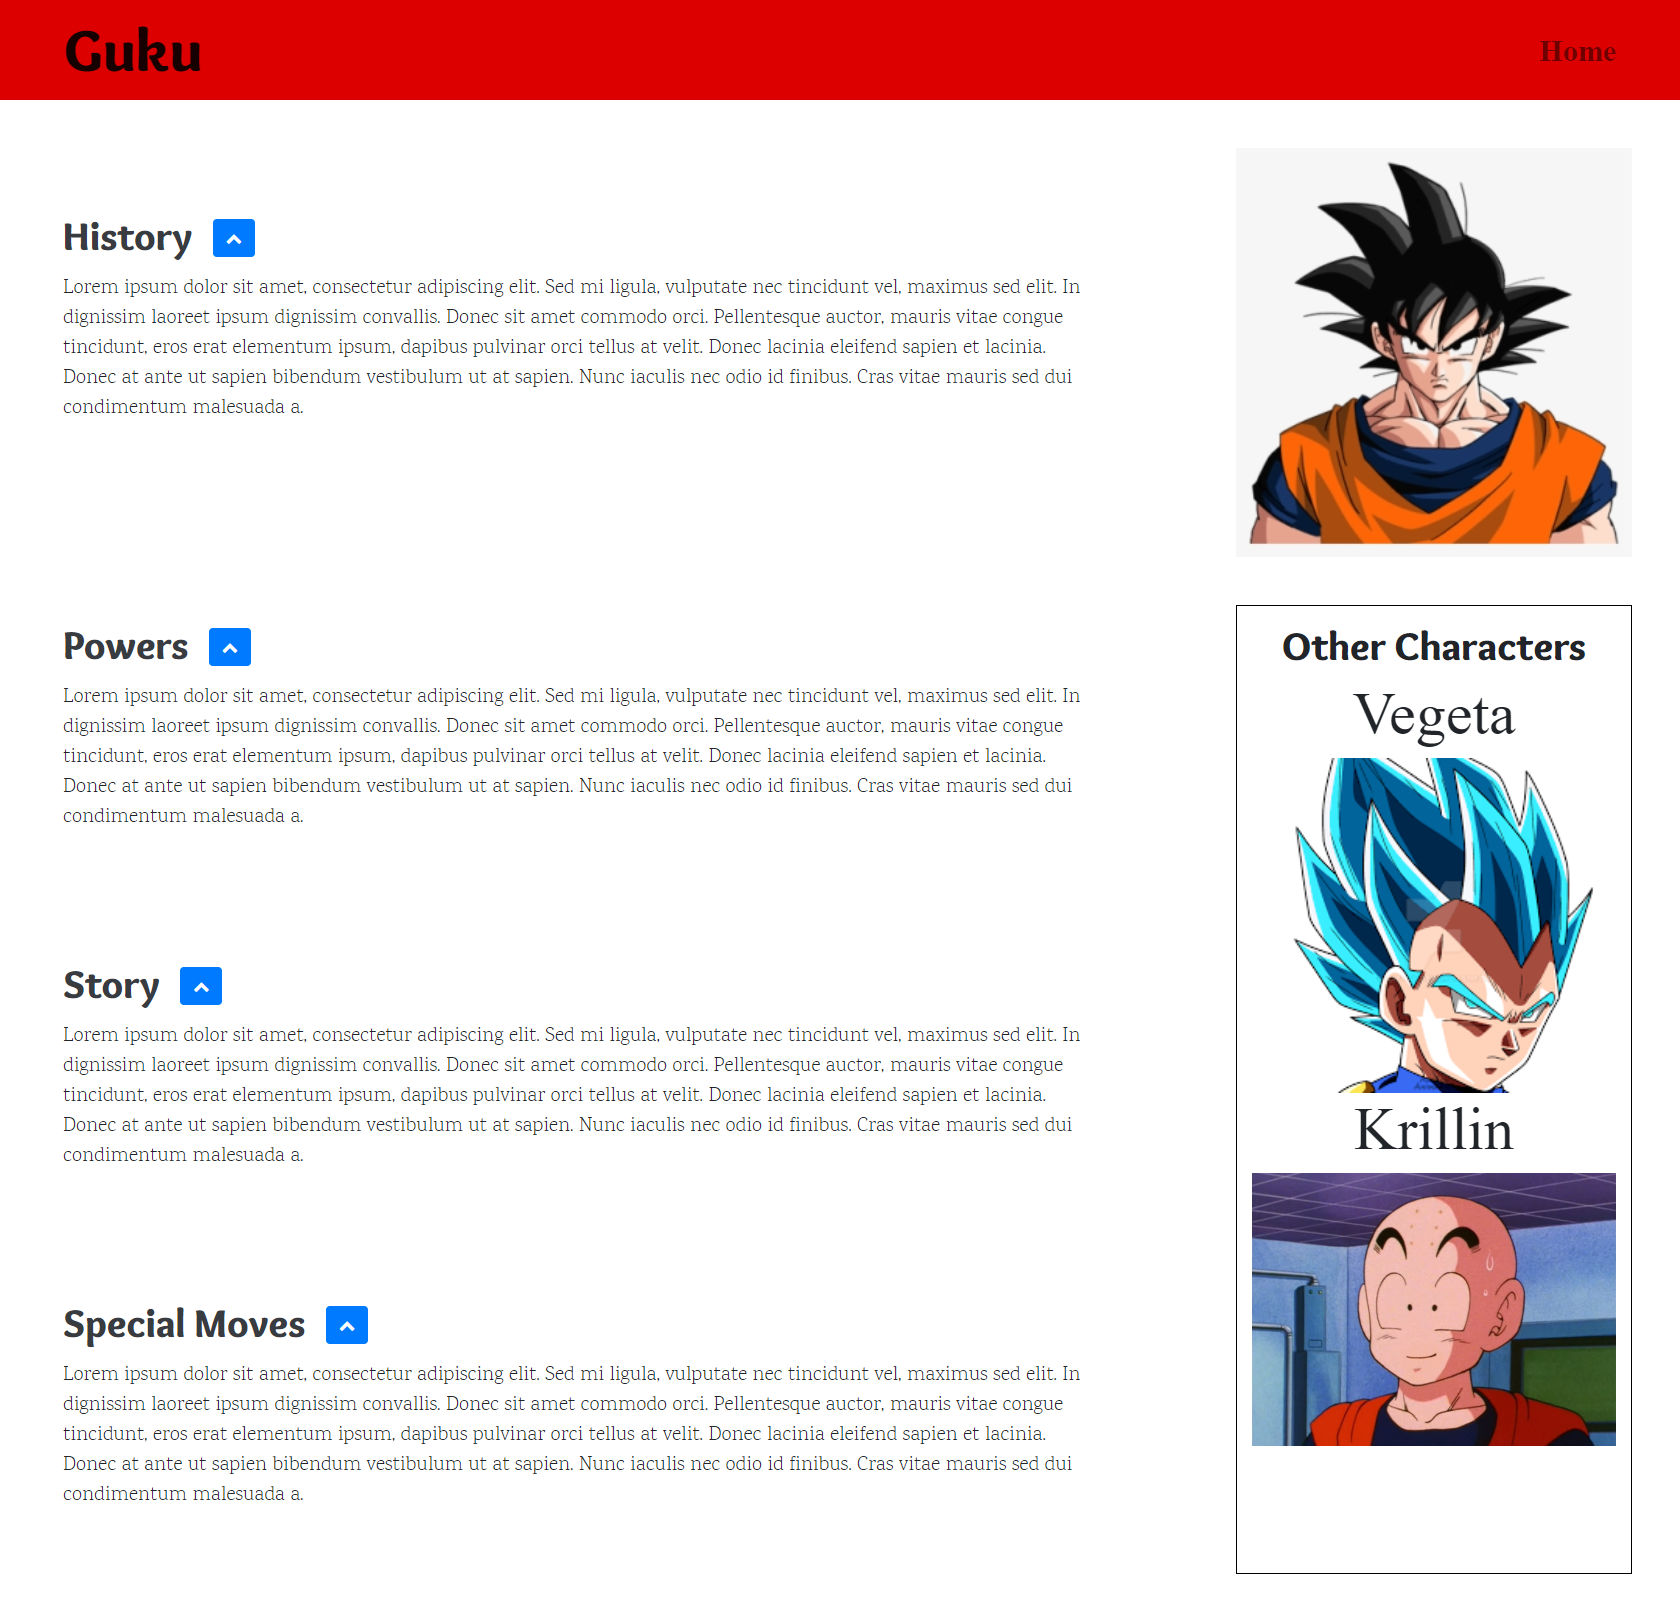 Guku
Home
History
Lorem ipsum dolor sit amet, consectetur adipiscing elit. Sed mi ligula, vulputate nec tincidunt vel, maximus sed elit. In
dignissim laoreet ipsum dignissim convallis. Donec sit amet commodo orci. Pellentesque auctor, mauris vitae congue
tincidunt, eros erat elementum ipsum, dapibus pulvinar orci tellus at velit. Donec lacinia eleifend sapien et lacinia.
Donec at ante ut sapien bibendum vestibulum ut at sapien. Nunc iaculis nec odio id finibus. Cras vitae mauris sed dui
condimentum malesuada a.
Powers
Lorem ipsum dolor sit amet, consectetur adipiscing elit. Sed mi ligula, vulputate nec tincidunt vel, maximus sed elit. In
dignissim laoreet ipsum dignissim convallis. Donec sit amet commodo orci. Pellentesque auctor, mauris vitae congue
tincidunt, eros erat elementum ipsum, dapibus pulvinar orci tellus at velit. Donec lacinia eleifend sapien et lacinia.
Donec at ante ut sapien bibendum vestibulum ut at sapien. Nunc iaculis nec odio id finibus. Cras vitae mauris sed dui
condimentum malesuada a.
Story
Lorem ipsum dolor sit amet, consectetur adipiscing elit. Sed mi ligula, vulputate nec tincidunt vel, maximus sed elit. In
dignissim laoreet ipsum dignissim convallis. Donec sit amet commodo orci. Pellentesque auctor, mauris vitae congue
tincidunt, eros erat elementum ipsum, dapibus pulvinar orci tellus at velit. Donec lacinia eleifend sapien et lacinia.
Donec at ante ut sapien bibendum vestibulum ut at sapien. Nunc iaculis nec odio id finibus. Cras vitae mauris sed dui
condimentum malesuada a.
Special Moves
Lorem ipsum dolor sit amet, consectetur adipiscing elit. Sed mi ligula, vulputate nec tincidunt vel, maximus sed elit. In
dignissim laoreet ipsum dignissim convallis. Donec sit amet commodo orci. Pellentesque auctor, mauris vitae congue
tincidunt, eros erat elementum ipsum, dapibus pulvinar orci tellus at velit. Donec lacinia eleifend sapien et lacinia.
Donec at ante ut sapien bibendum vestibulum ut at sapien. Nunc iaculis nec odio id finibus. Cras vitae mauris sed dui
condimentum malesuada a.
Other Characters
Vegeta
Krillin